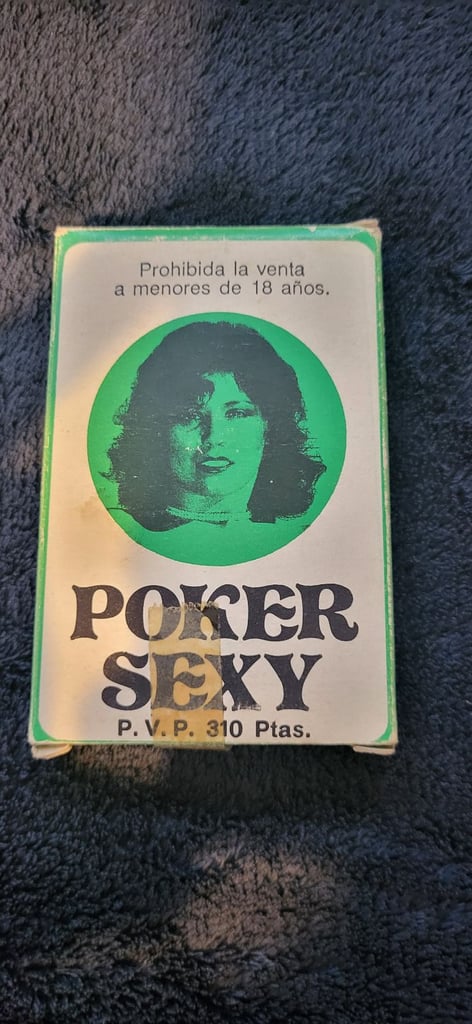 Prohibida la venta
a menores de 18 años.
POKER
SEXY
P. V. P. 310 Ptas.